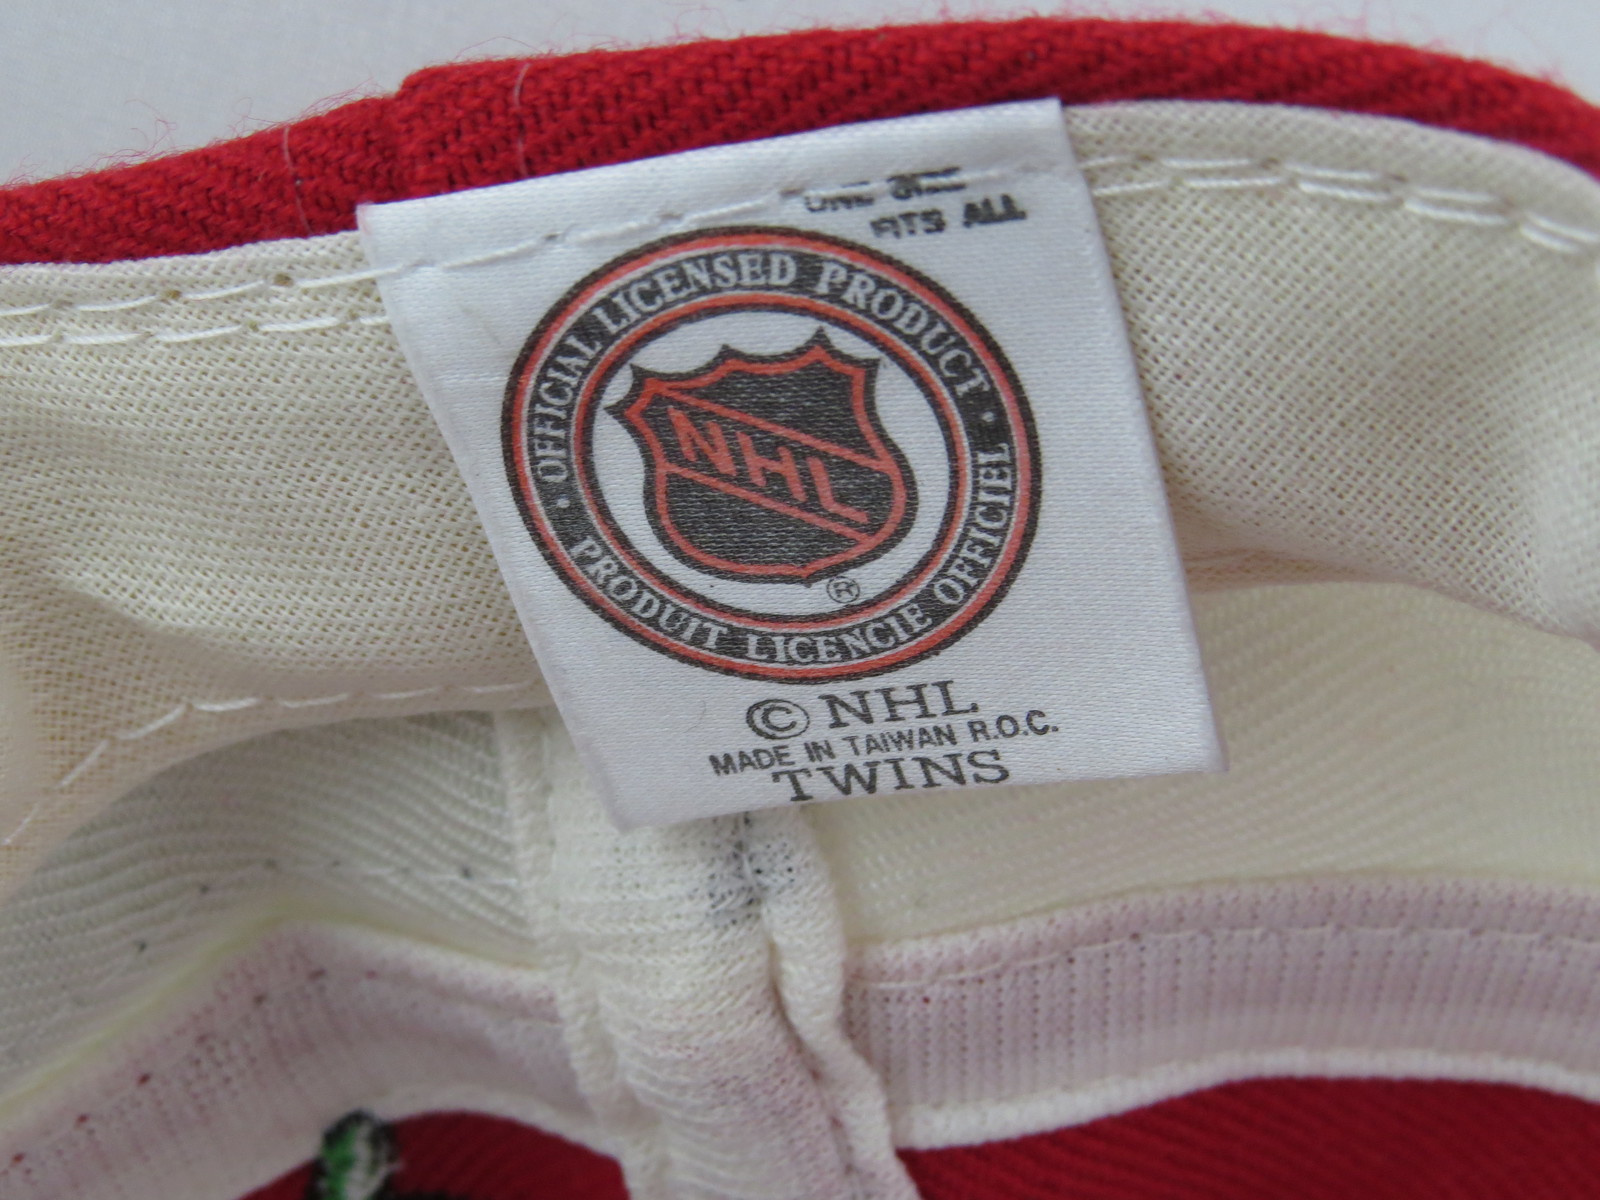 ONE SIZE
FITS ALL
· OFFICIAL LICENSED PRODUCT ·
NHL
®
PRODUIT LICENCIE OFFICIEL
© NHL
MADE IN TAIWAN R.O.C.
TWINS